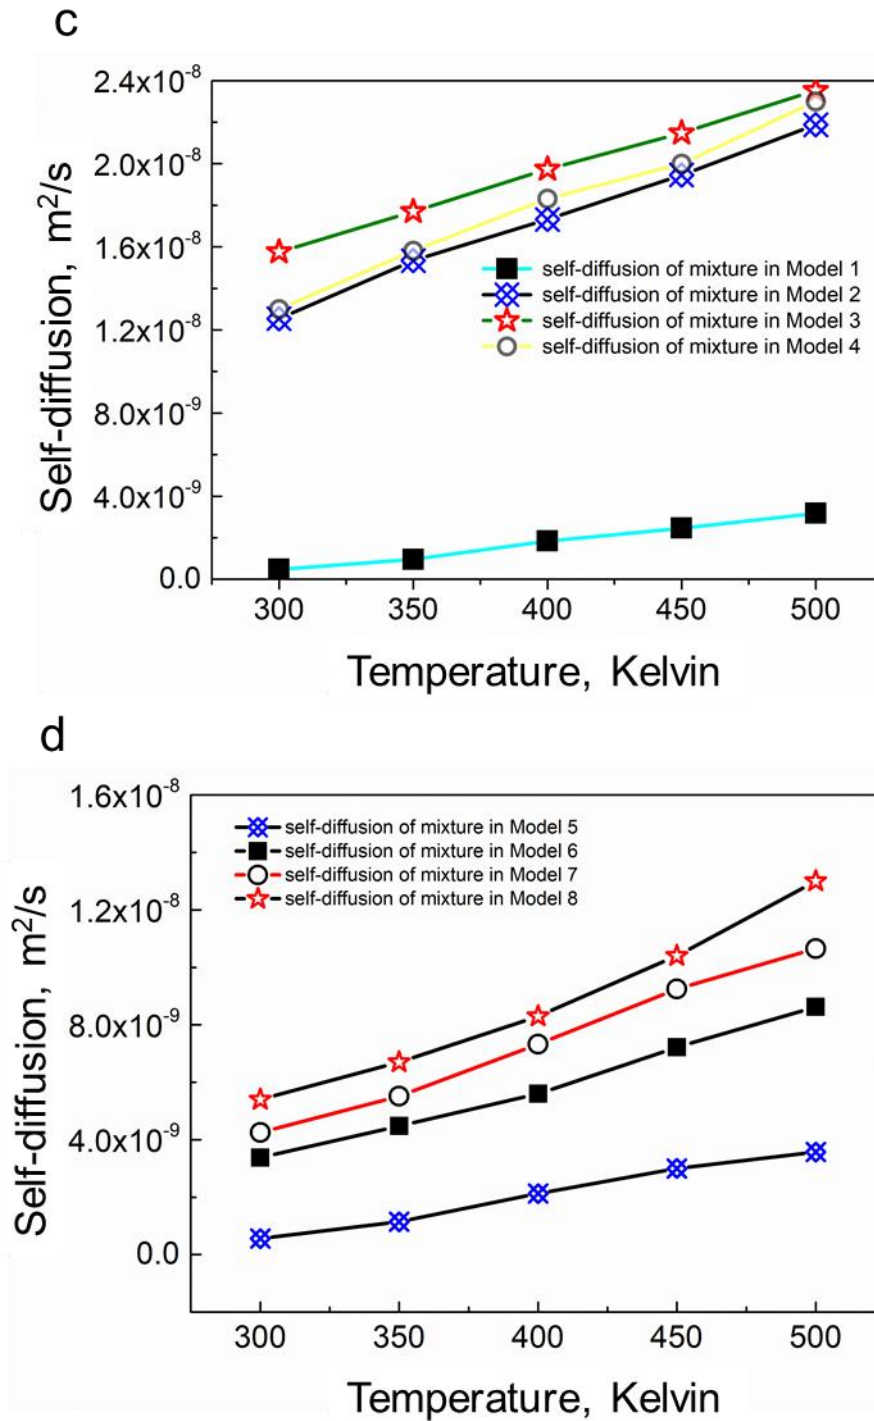 c
2.4x10⁻⁸
2.0x10⁻⁸
1.6x10⁻⁸
1.2x10⁻⁸
8.0x10⁻⁹
4.0x10⁻⁹
0.0
Self-diffusion, m²/s
self-diffusion of mixture in Model 1
self-diffusion of mixture in Model 2
self-diffusion of mixture in Model 3
self-diffusion of mixture in Model 4
300 350 400 450 500
Temperature, Kelvin
d
1.6x10⁻⁸
1.2x10⁻⁸
8.0x10⁻⁹
4.0x10⁻⁹
0.0
Self-diffusion, m²/s
self-diffusion of mixture in Model 5
self-diffusion of mixture in Model 6
self-diffusion of mixture in Model 7
self-diffusion of mixture in Model 8
300 350 400 450 500
Temperature, Kelvin